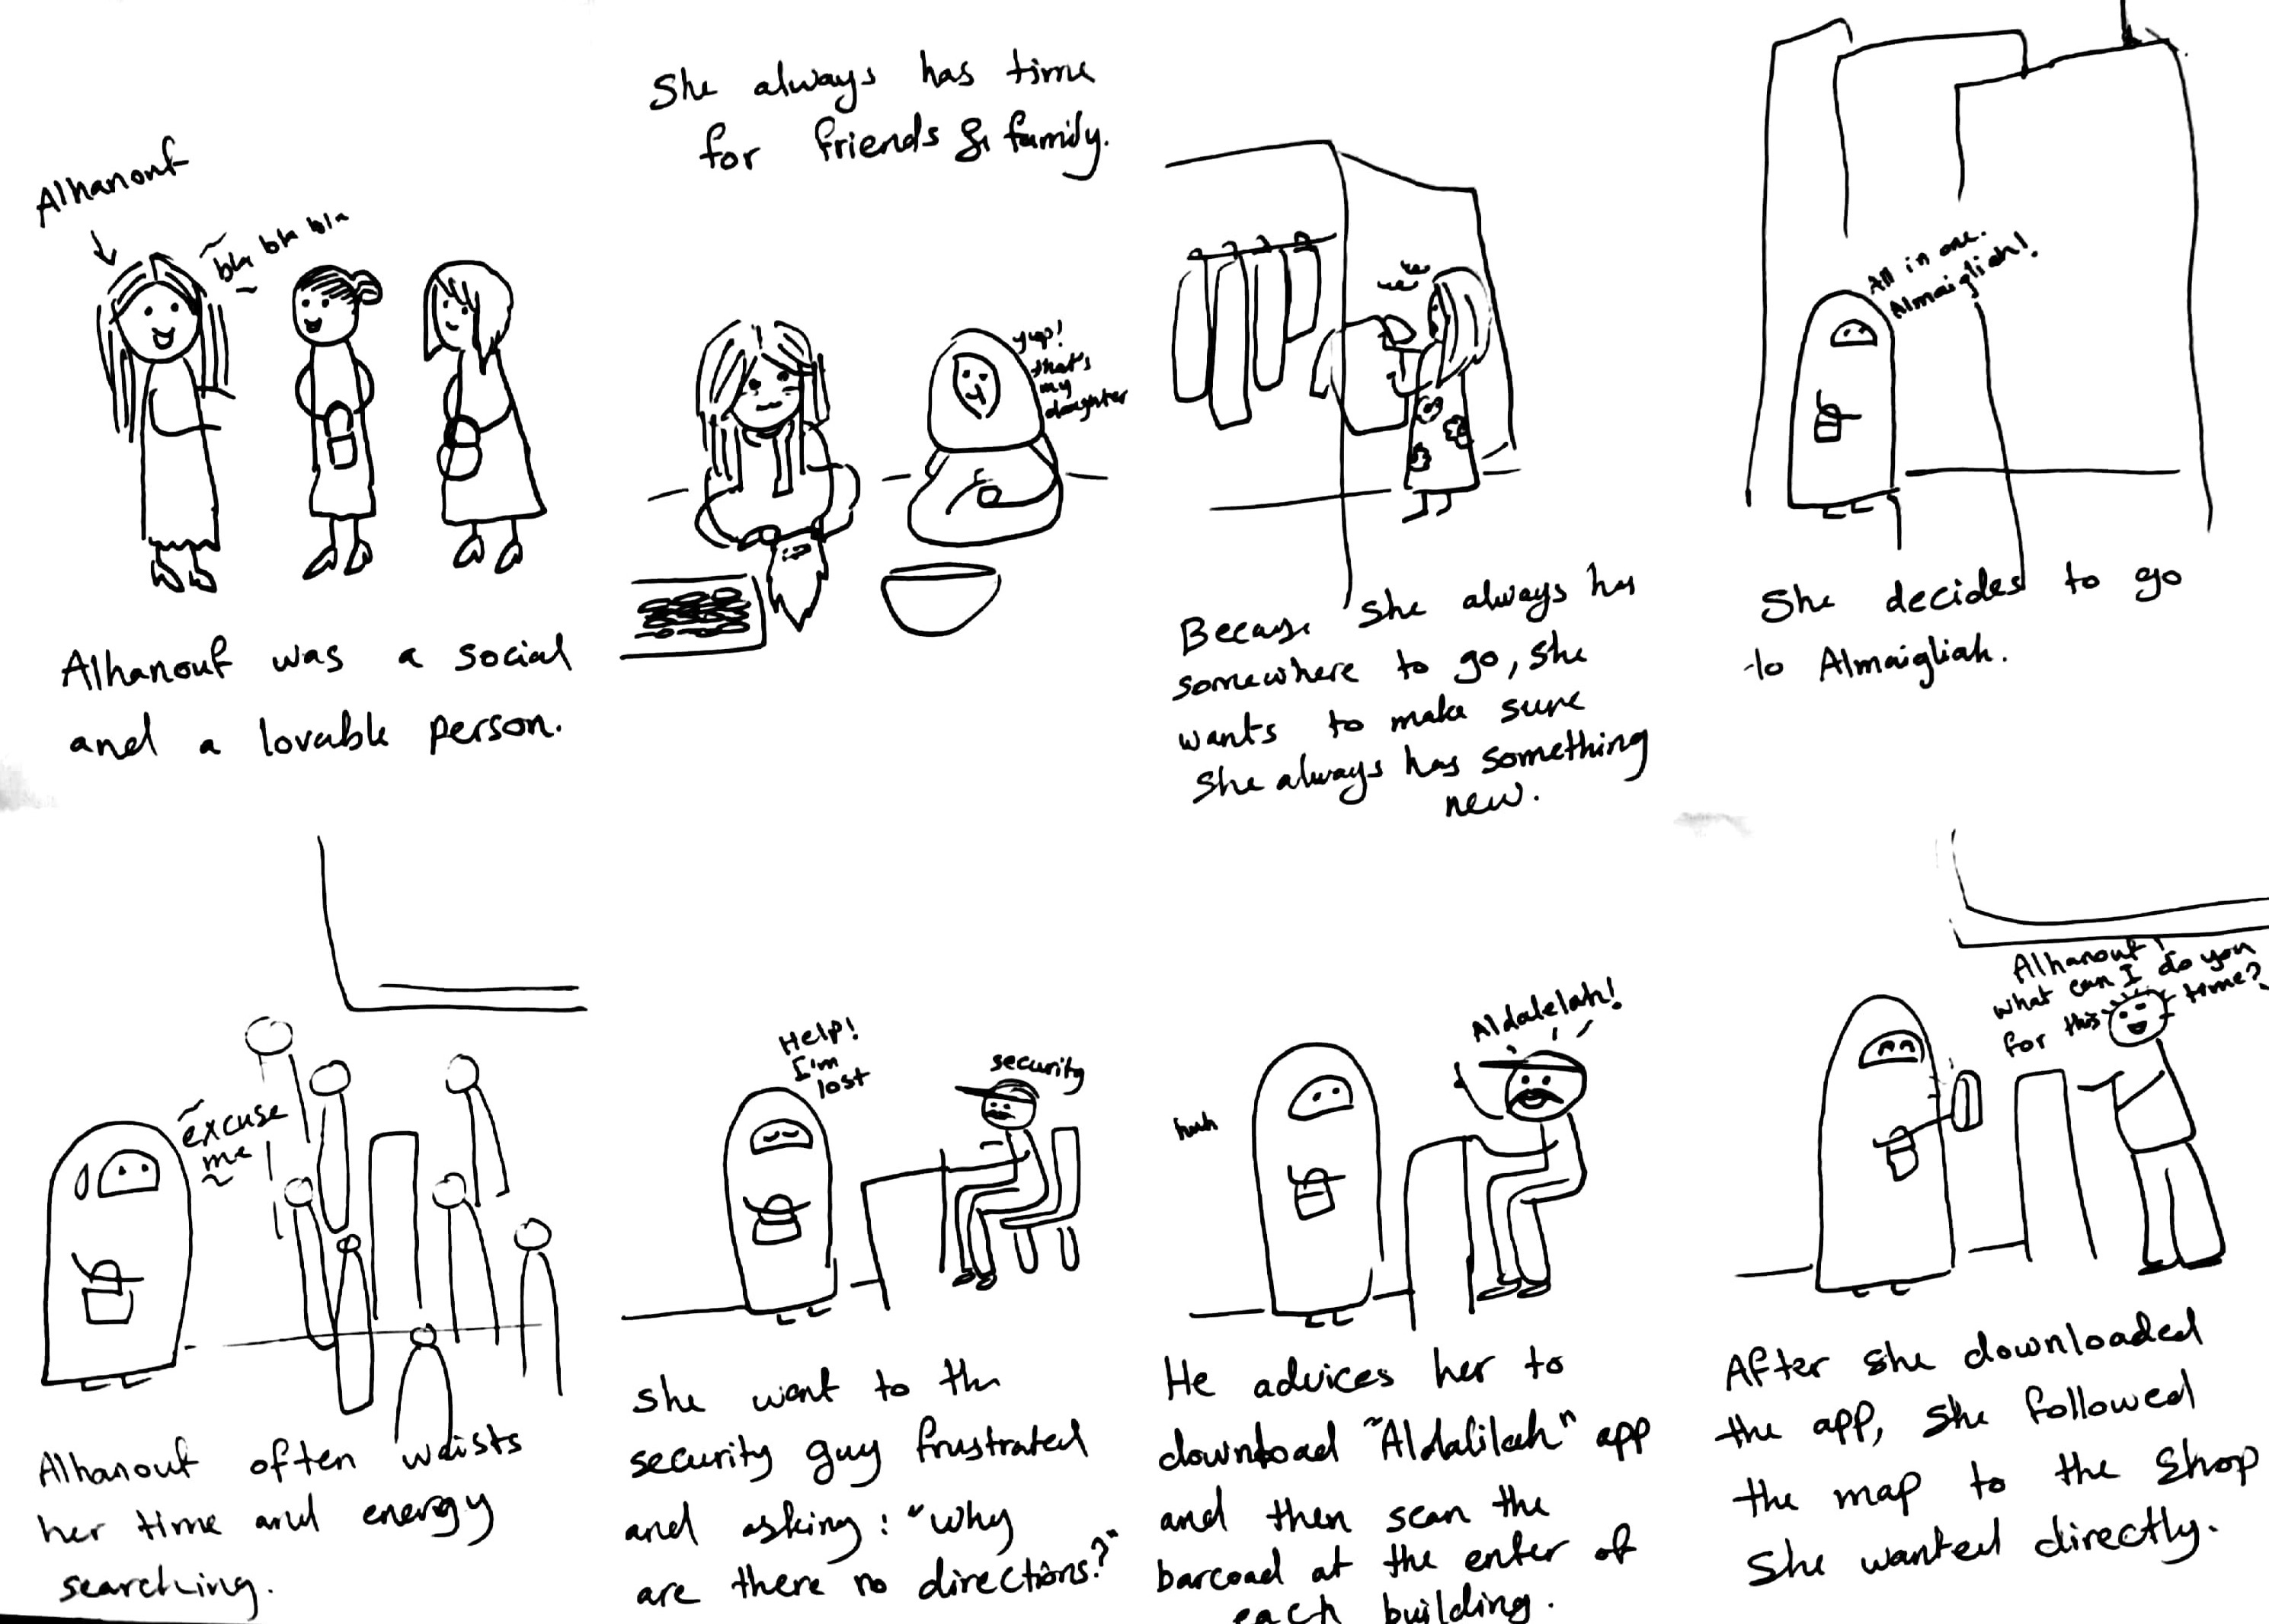 Alhanouf
bla bla bla
Alhanouf was a social
and a lovable person.
She always has time
for friends & family.
yup!
that's
my
daughter
Because she always has
somewhere to go, she
wants to make sure
she always has something
new.
All in one.
Almaigliah!
She decides to go
to Almaigliah.
excuse
me
Alhanouf often waists
her time and energy
searching.
Help!
I'm
lost
security
she went to the
security guy frustrated
and asking: "why
are there no directions?"
huh
Aldalelah!
He advices her to
download "Aldalilah" app
and then scan the
barcoad at the enter of
each building.
Alhanouf!
what can I do you
for this time?
After she downloaded
the app, she followed
the map to the shop
she wanted directly.